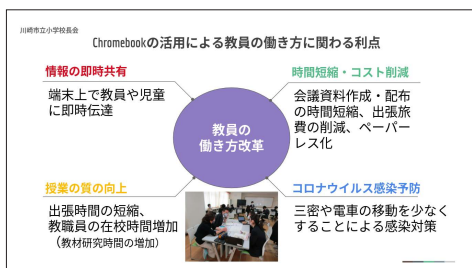 川崎市立小学校長会
Chromebookの活用による教員の働き方に関わる利点
情報の即時共有
端末上で教員や児童
に即時伝達
時間短縮・コスト削減
会議資料作成・配布
の時間短縮、出張旅
費の削減、ペーパー
レス化
教員の
働き方改革
授業の質の向上
出張時間の短縮、
教職員の在校時間増加
(教材研究時間の増加)
コロナウイルス感染予防
三密や電車の移動を少なく
することによる感染対策